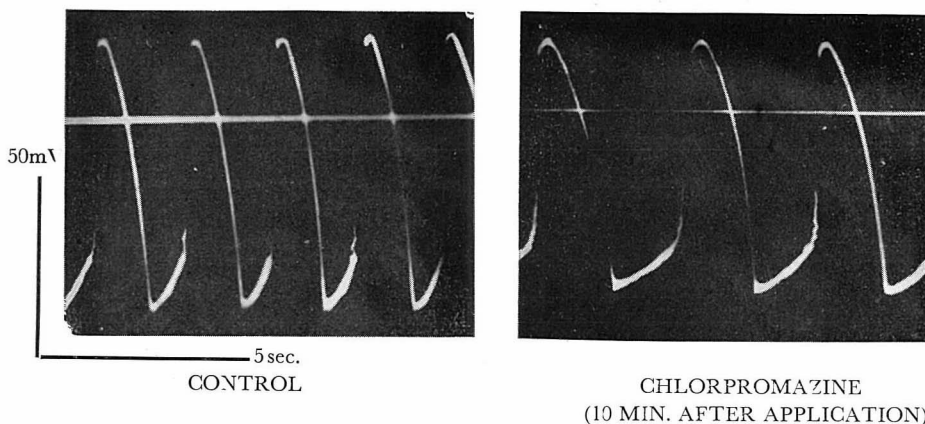 50mV
5 sec.
CONTROL
CHLORPROMAZINE
(10 MIN. AFTER APPLICATION)